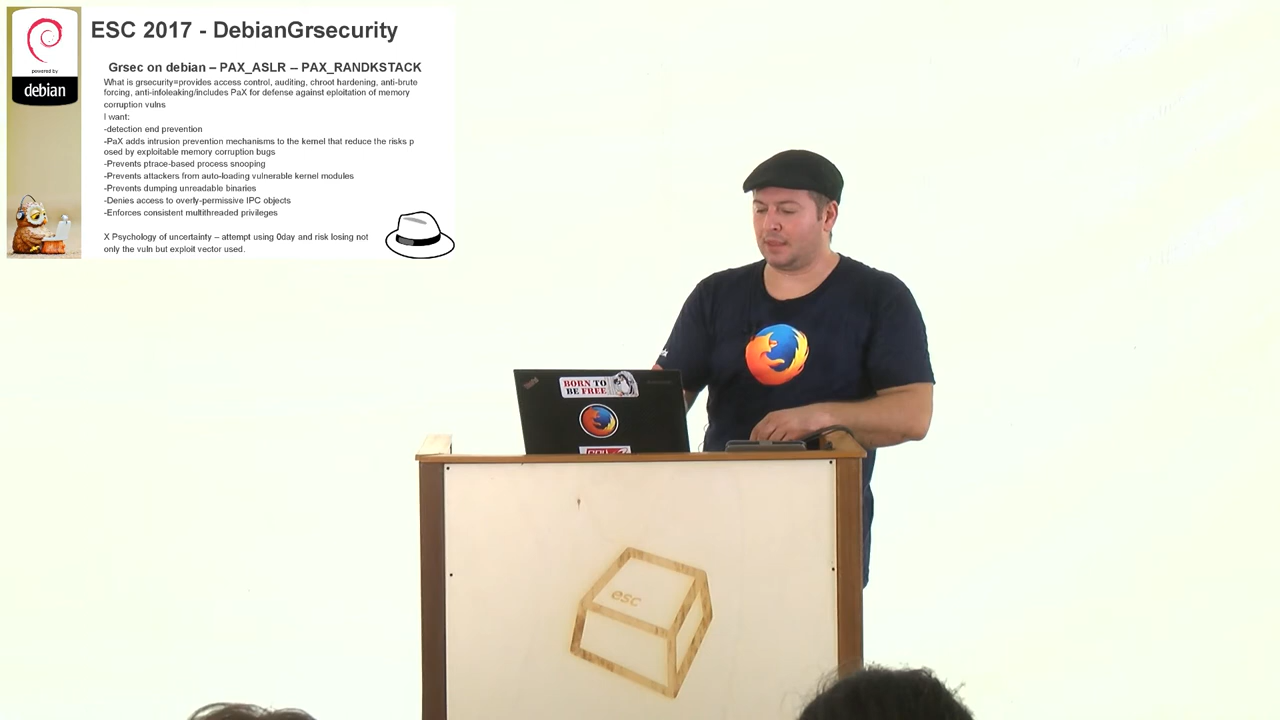 ESC 2017 - DebianGrsecurity
powered by
debian
Grsec on debian – PAX_ASLR -- PAX_RANDKSTACK
What is grsecurity=provides access control, auditing, chroot hardening, anti-brute
forcing, anti-infoleaking/includes PaX for defense against eploitation of memory
corruption vulns
I want:
-detection end prevention
-PaX adds intrusion prevention mechanisms to the kernel that reduce the risks p
osed by exploitable memory corruption bugs
-Prevents ptrace-based process snooping
-Prevents attackers from auto-loading vulnerable kernel modules
-Prevents dumping unreadable binaries
-Denies access to overly-permissive IPC objects
-Enforces consistent multithreaded privileges
X Psychology of uncertainty – attempt using 0day and risk losing not
only the vuln but exploit vector used.
BORN TO
BE FREE
esc